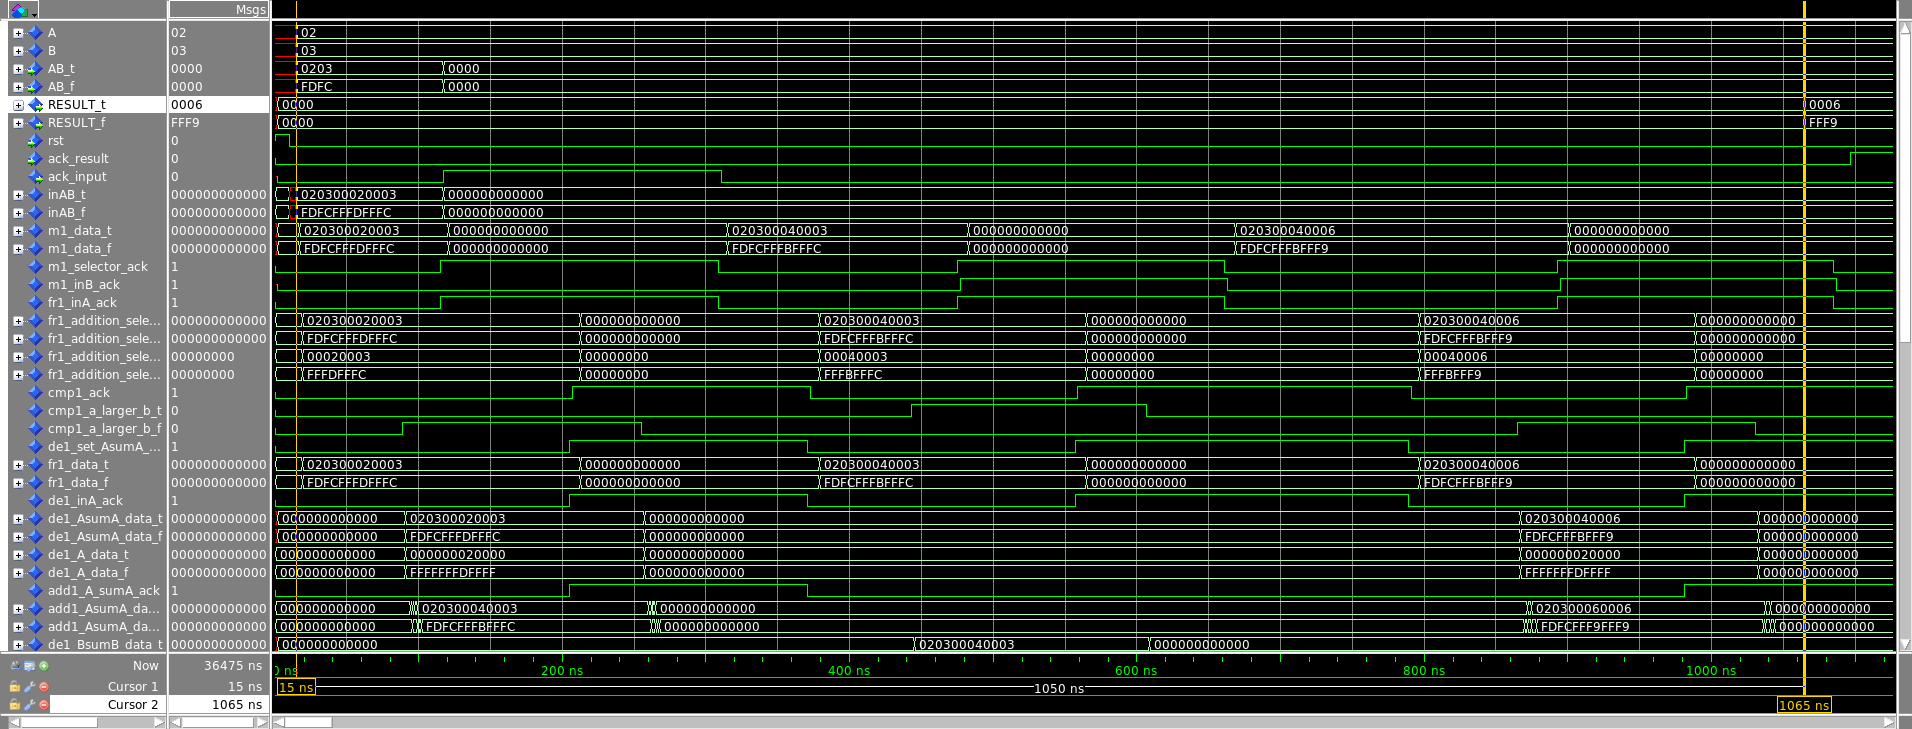 Msgs
A 02 02
B 03 03
AB_t 0000 0203 0000
AB_f 0000 FDFC 0000
RESULT_t 0006 0000 0006
RESULT_f FFF9 0000 FFF9
rst 0
ack_result 0
ack_input 0
inAB_t 000000000000 020300020003 000000000000
inAB_f 000000000000 FDFCFFFDFFFC 000000000000
m1_data_t 000000000000 020300020003 000000000000 020300040003 000000000000 020300040006 000000000000
m1_data_f 000000000000 FDFCFFFDFFFC 000000000000 FDFCFFFBFFFC 000000000000 FDFCFFFBFFF9 000000000000
m1_selector_ack 1
m1_inB_ack 1
fr1_inA_ack 1
fr1_addition_sele... 000000000000 020300020003 000000000000 020300040003 000000000000 020300040006 000000000000
fr1_addition_sele... 000000000000 FDFCFFFDFFFC 000000000000 FDFCFFFBFFFC 000000000000 FDFCFFFBFFF9 000000000000
fr1_addition_sele... 00000000 00020003 00000000 00040003 00000000 00040006 00000000
fr1_addition_sele... 00000000 FFFDFFFC 00000000 FFFBFFFC 00000000 FFFBFFF9 00000000
cmp1_ack 1
cmp1_a_larger_b_t 0
cmp1_a_larger_b_f 0
de1_set_AsumA_... 1
fr1_data_t 000000000000 020300020003 000000000000 020300040003 000000000000 020300040006 000000000000
fr1_data_f 000000000000 FDFCFFFDFFFC 000000000000 FDFCFFFBFFFC 000000000000 FDFCFFFBFFF9 000000000000
de1_inA_ack 1
de1_AsumA_data_t 000000000000 000000000000 020300020003 000000000000 020300040006 000000000000
de1_AsumA_data_f 000000000000 000000000000 FDFCFFFDFFFC 000000000000 FDFCFFFBFFF9 000000000000
de1_A_data_t 000000000000 000000000000 000000020000 000000000000 000000020000 000000000000
de1_A_data_f 000000000000 000000000000 FFFFFFFDFFFF 000000000000 FFFFFFFDFFFF 000000000000
add1_A_sumA_ack 1
add1_AsumA_da... 000000000000 000000000000 020300040003 000000000000 020300060006 000000000000
add1_AsumA_da... 000000000000 000000000000 FDFCFFFBFFFC 000000000000 FDFCFFF9FFF9 000000000000
de1_BsumB_data_t 000000000000 000000000000 020300040003 000000000000
Now 36475 ns 0 ns 200 ns 400 ns 600 ns 800 ns 1000 ns
Cursor 1 15 ns 15 ns 1050 ns
Cursor 2 1065 ns 1065 ns